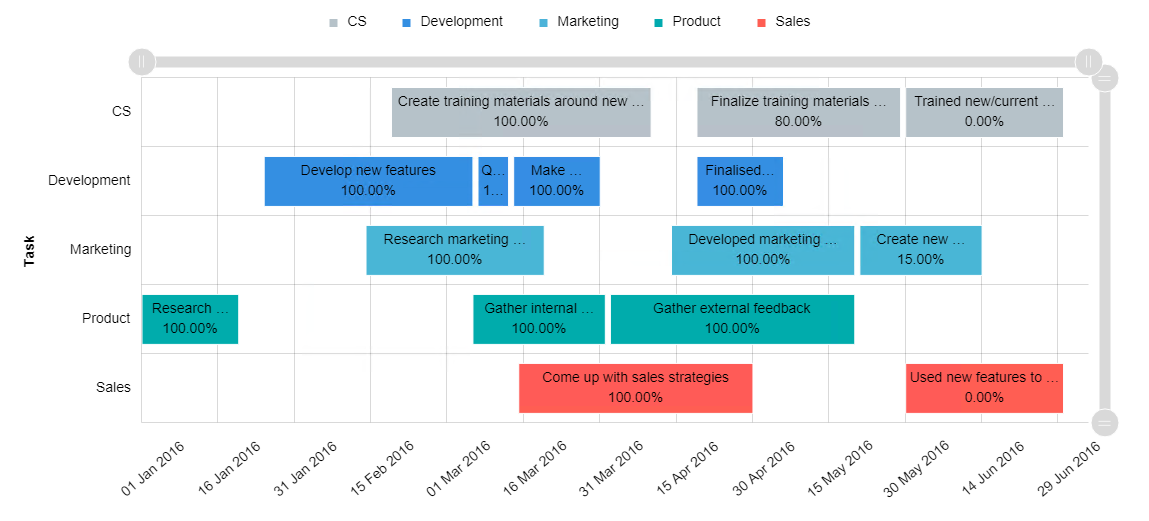 CS Development Marketing Product Sales
Task
CS
Create training materials around new …
100.00%
Finalize training materials …
80.00%
Trained new/current …
0.00%
Development
Develop new features
100.00%
Q…
1…
Make …
100.00%
Finalised…
100.00%
Marketing
Research marketing …
100.00%
Developed marketing …
100.00%
Create new …
15.00%
Product
Research …
100.00%
Gather internal …
100.00%
Gather external feedback
100.00%
Sales
Come up with sales strategies
100.00%
Used new features to …
0.00%
01 Jan 2016
16 Jan 2016
31 Jan 2016
15 Feb 2016
01 Mar 2016
16 Mar 2016
31 Mar 2016
15 Apr 2016
30 Apr 2016
15 May 2016
30 May 2016
14 Jun 2016
29 Jun 2016